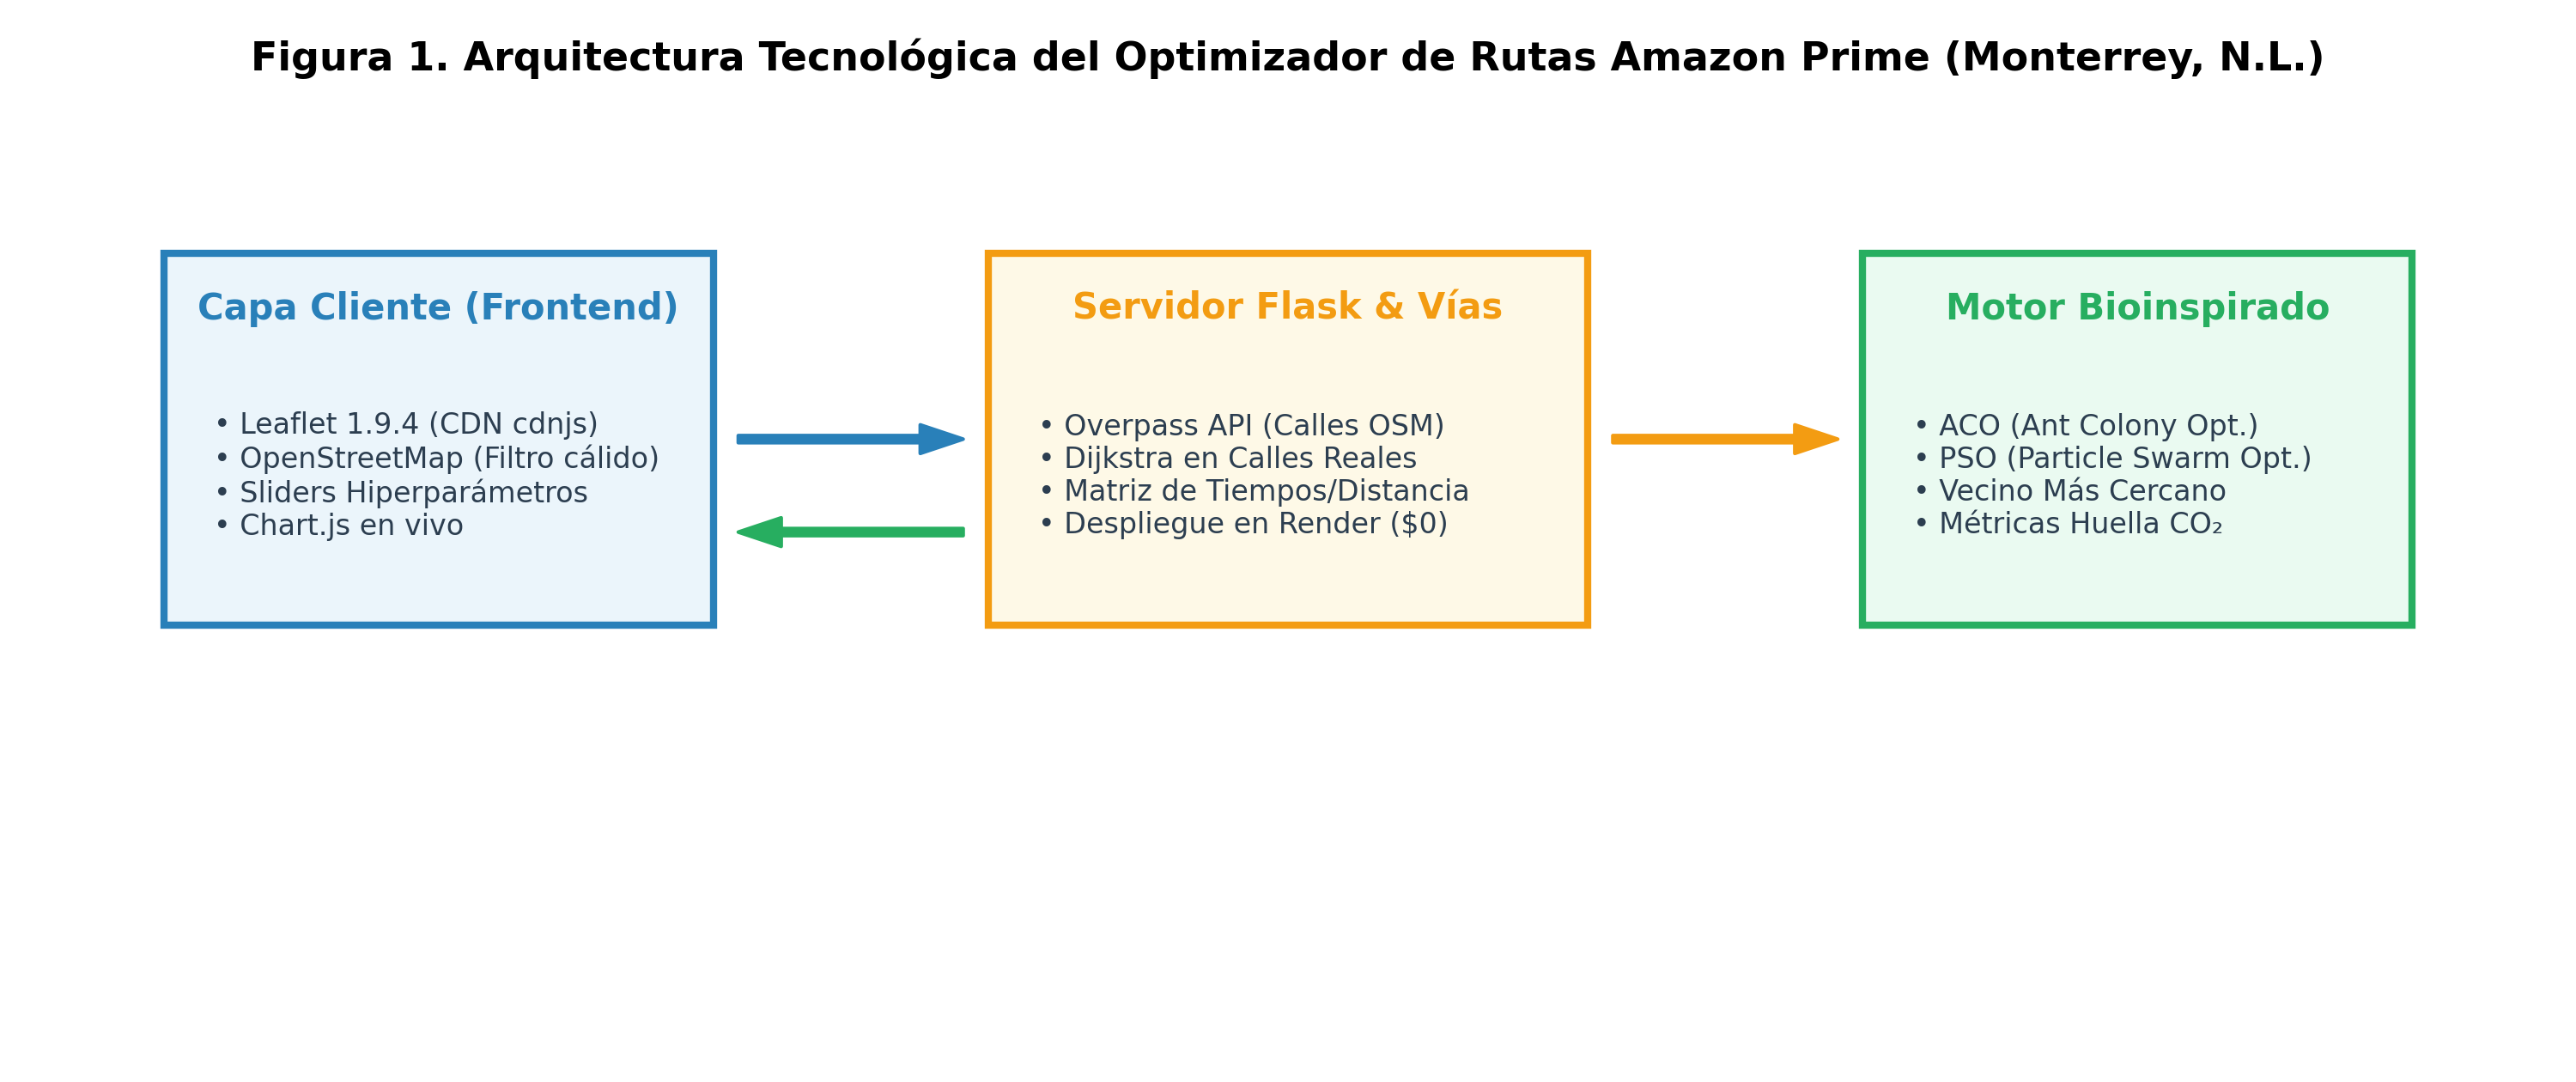 Figura 1. Arquitectura Tecnológica del Optimizador de Rutas Amazon Prime (Monterrey, N.L.)
Capa Cliente (Frontend)
• Leaflet 1.9.4 (CDN cdnjs)
• OpenStreetMap (Filtro cálido)
• Sliders Hiperparámetros
• Chart.js en vivo
Servidor Flask & Vías
• Overpass API (Calles OSM)
• Dijkstra en Calles Reales
• Matriz de Tiempos/Distancia
• Despliegue en Render ($0)
Motor Bioinspirado
• ACO (Ant Colony Opt.)
• PSO (Particle Swarm Opt.)
• Vecino Más Cercano
• Métricas Huella CO₂